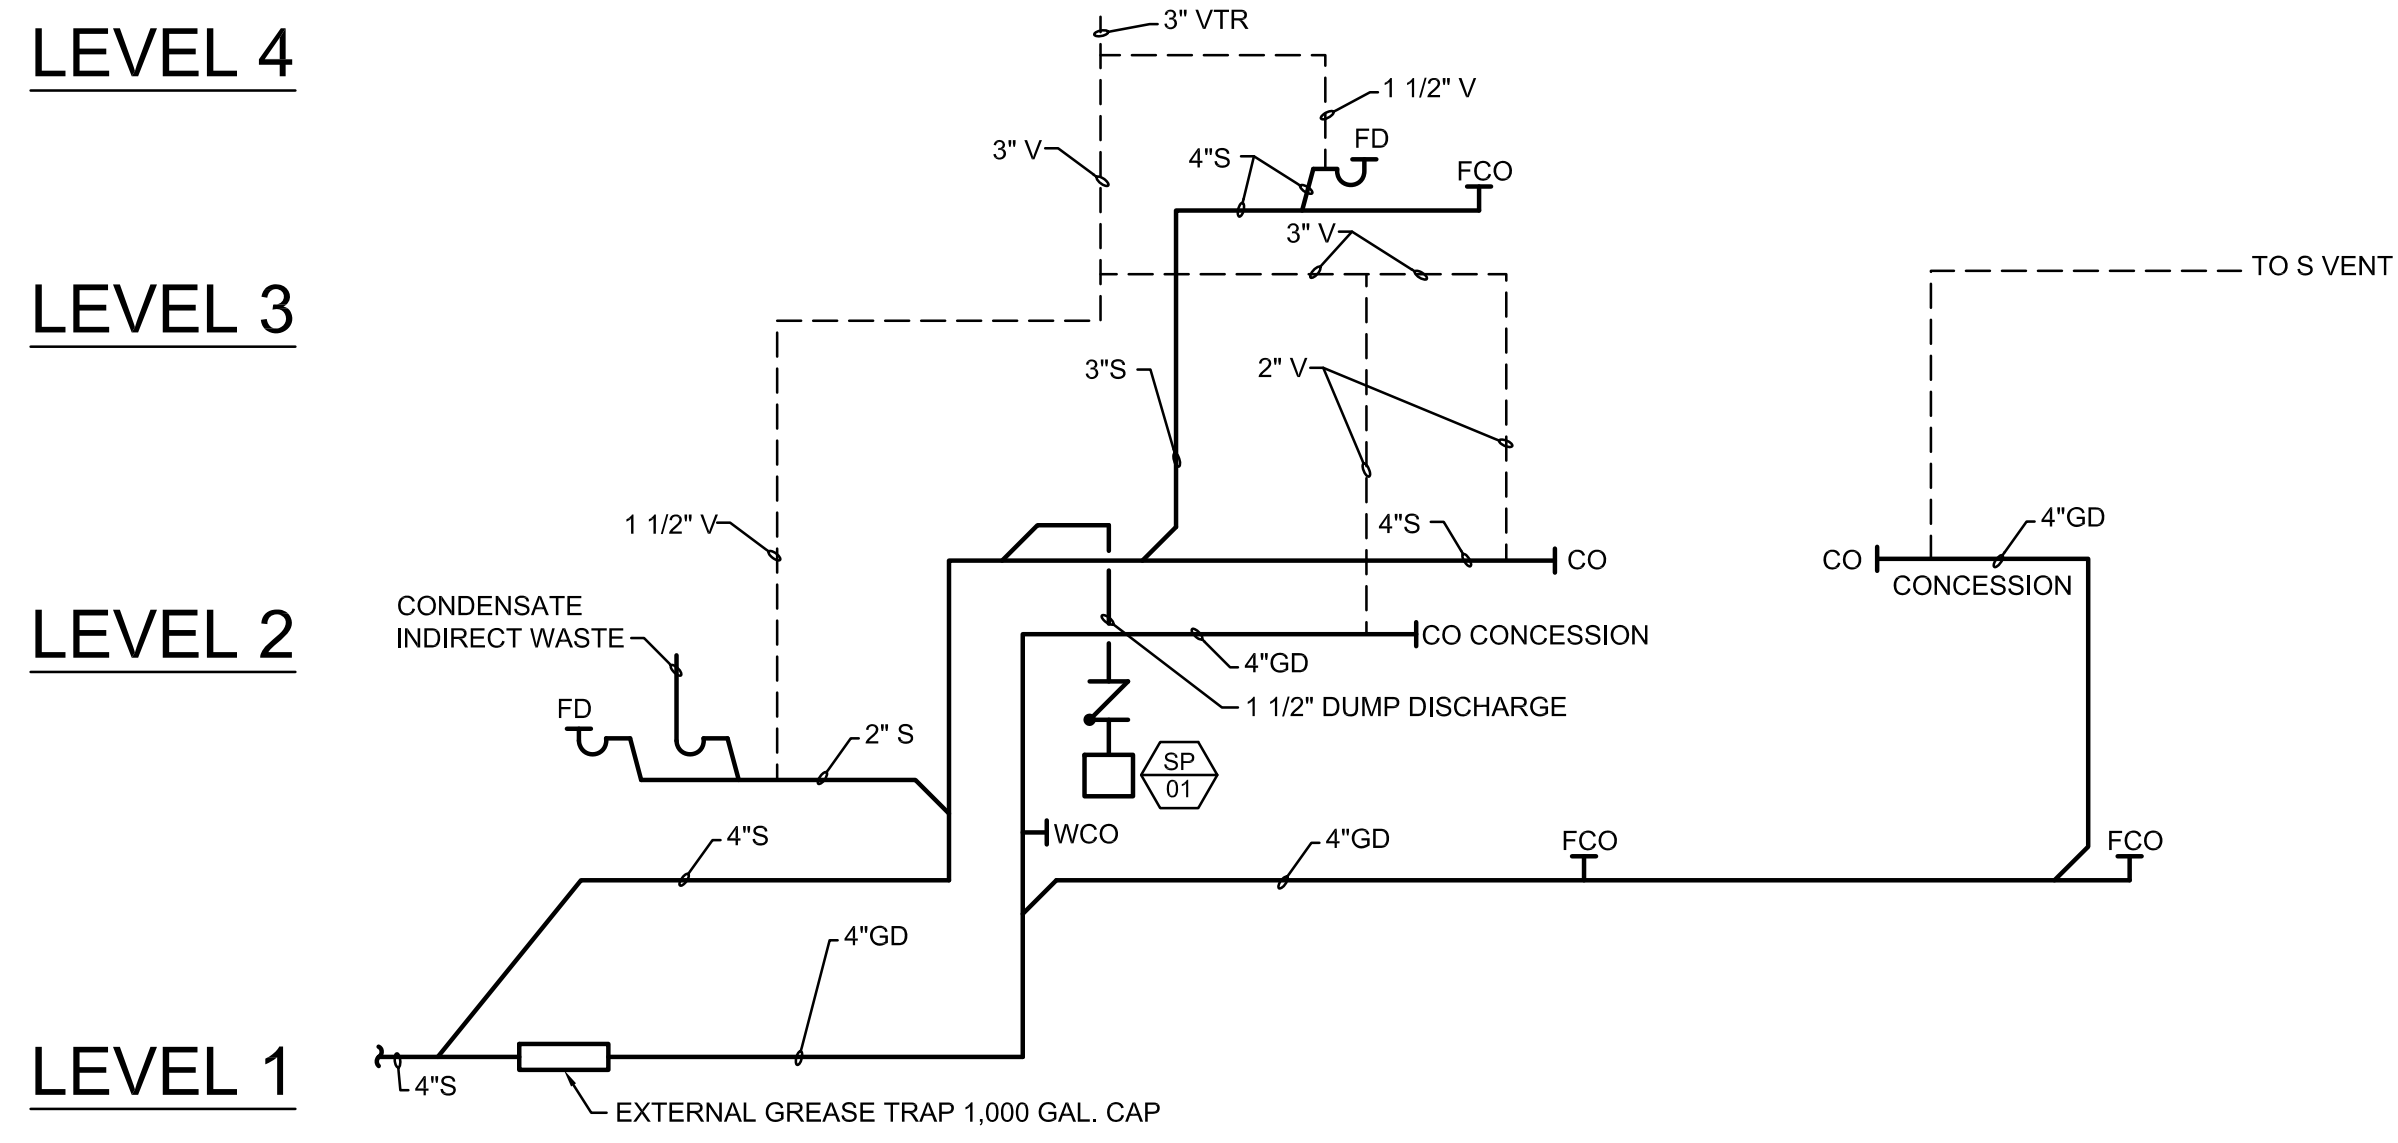 LEVEL 4
3" VTR
1 1/2" V
3" V
4"S
FD
FCO
3" V
LEVEL 3
TO S VENT
3"S
2" V
1 1/2" V
4"S
CO
CO
4"GD
CONCESSION
LEVEL 2
CONDENSATE
INDIRECT WASTE
CO CONCESSION
4"GD
1 1/2" DUMP DISCHARGE
FD
2" S
SP
01
4"S
WCO
4"GD
FCO
FCO
4"GD
LEVEL 1
4"S
EXTERNAL GREASE TRAP 1,000 GAL. CAP